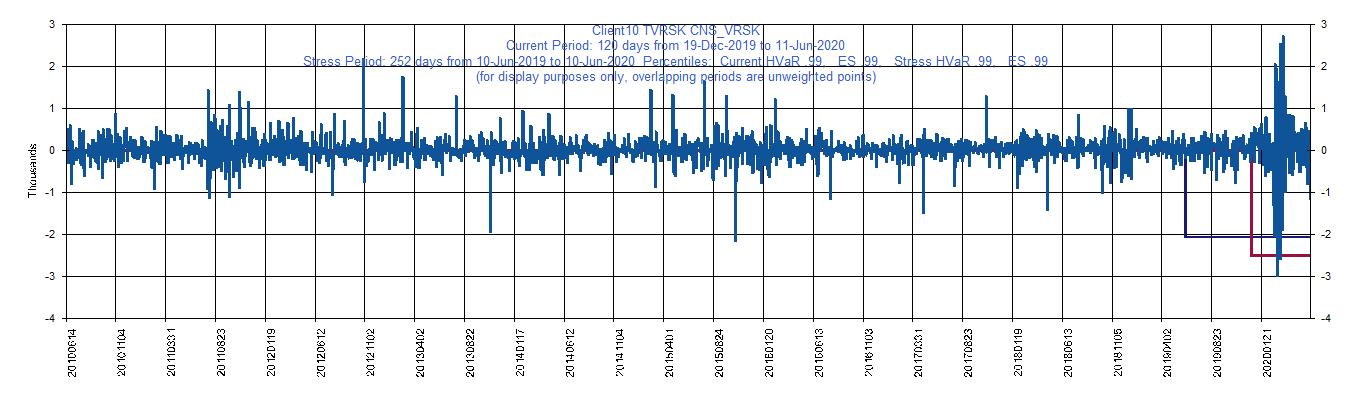 Client10 TVRSK CNS_VRSK
Current Period: 120 days from 19-Dec-2019 to 11-Jun-2020
Stress Period: 252 days from 10-Jun-2019 to 10-Jun-2020 Percentiles: Current HVaR .99, ES .99, Stress HVaR .99, ES .99
(for display purposes only, overlapping periods are unweighted points)
3 3
2 2
1 1
0 0
-1 -1
-2 -2
-3 -3
-4 -4
Thousands
20100614 20101104 20110331 20110823 20120119 20120612 20121102 20130402 20130822 20140117 20140612 20141104 20150401 20150824 20160120 20160613 20161103 20170331 20170823 20180119 20180613 20181105 20190402 20190823 20200121